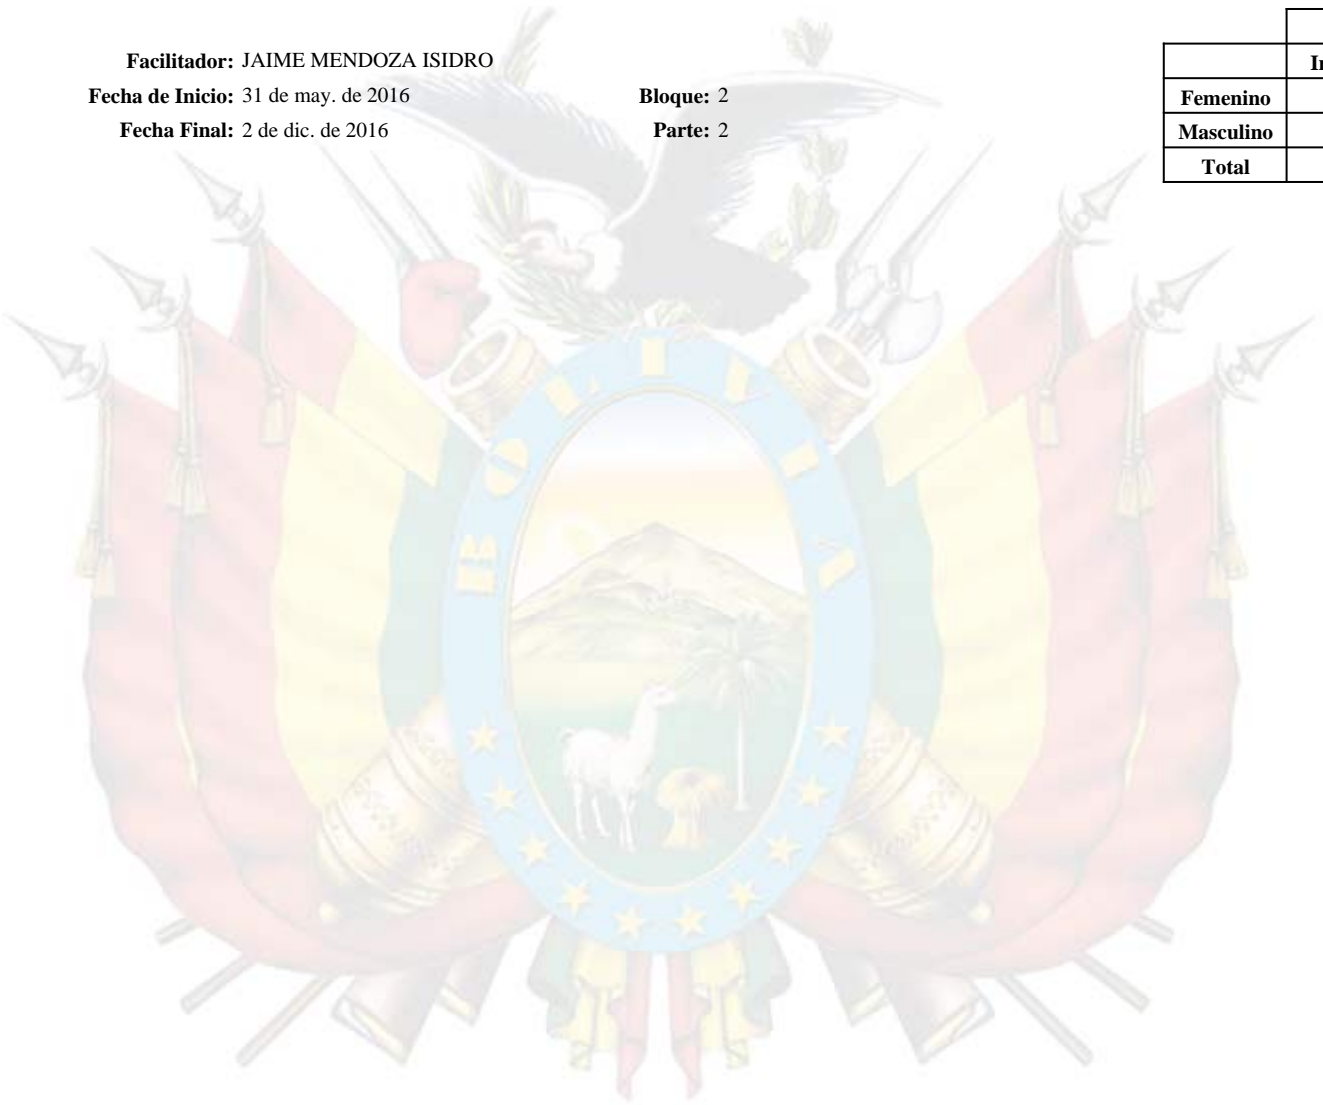 Facilitador: JAIME MENDOZA ISIDRO
Fecha de Inicio: 31 de may. de 2016
Bloque: 2
Fecha Final: 2 de dic. de 2016
Parte: 2
Femenino
Masculino
Total
BOLIVIA